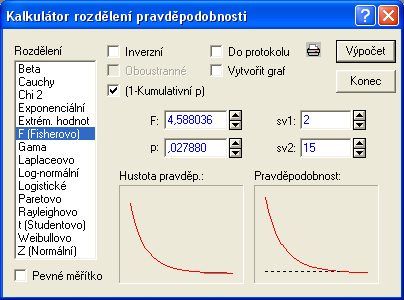 Kalkulátor rozdělení pravděpodobnosti
Rozdělení
Inverzní
Do protokolu
Výpočet
Oboustranné
Vytvořit graf
Konec
(1-Kumulativní p)
Beta
Cauchy
Chi 2
Exponenciální
Extrém. hodnot
F (Fisherovo)
Gama
Laplaceovo
Log-normální
Logistické
Paretovo
Rayleighovo
t (Studentovo)
Weibullovo
Z (Normální)
F: 4,588036
sv1: 2
p: ,027880
sv2: 15
Hustota pravděp.:
Pravděpodobnost:
Pevné měřítko